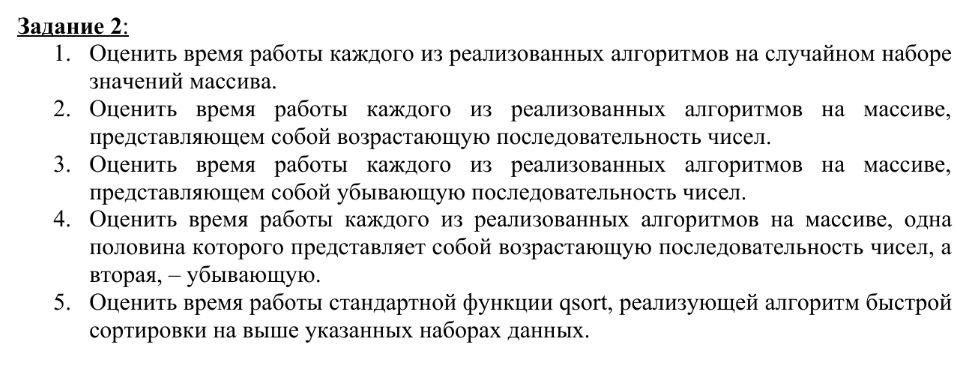 Задание 2:
1. Оценить время работы каждого из реализованных алгоритмов на случайном наборе
значений массива.
2. Оценить время работы каждого из реализованных алгоритмов на массиве,
представляющем собой возрастающую последовательность чисел.
3. Оценить время работы каждого из реализованных алгоритмов на массиве,
представляющем собой убывающую последовательность чисел.
4. Оценить время работы каждого из реализованных алгоритмов на массиве, одна
половина которого представляет собой возрастающую последовательность чисел, а
вторая, – убывающую.
5. Оценить время работы стандартной функции qsort, реализующей алгоритм быстрой
сортировки на выше указанных наборах данных.